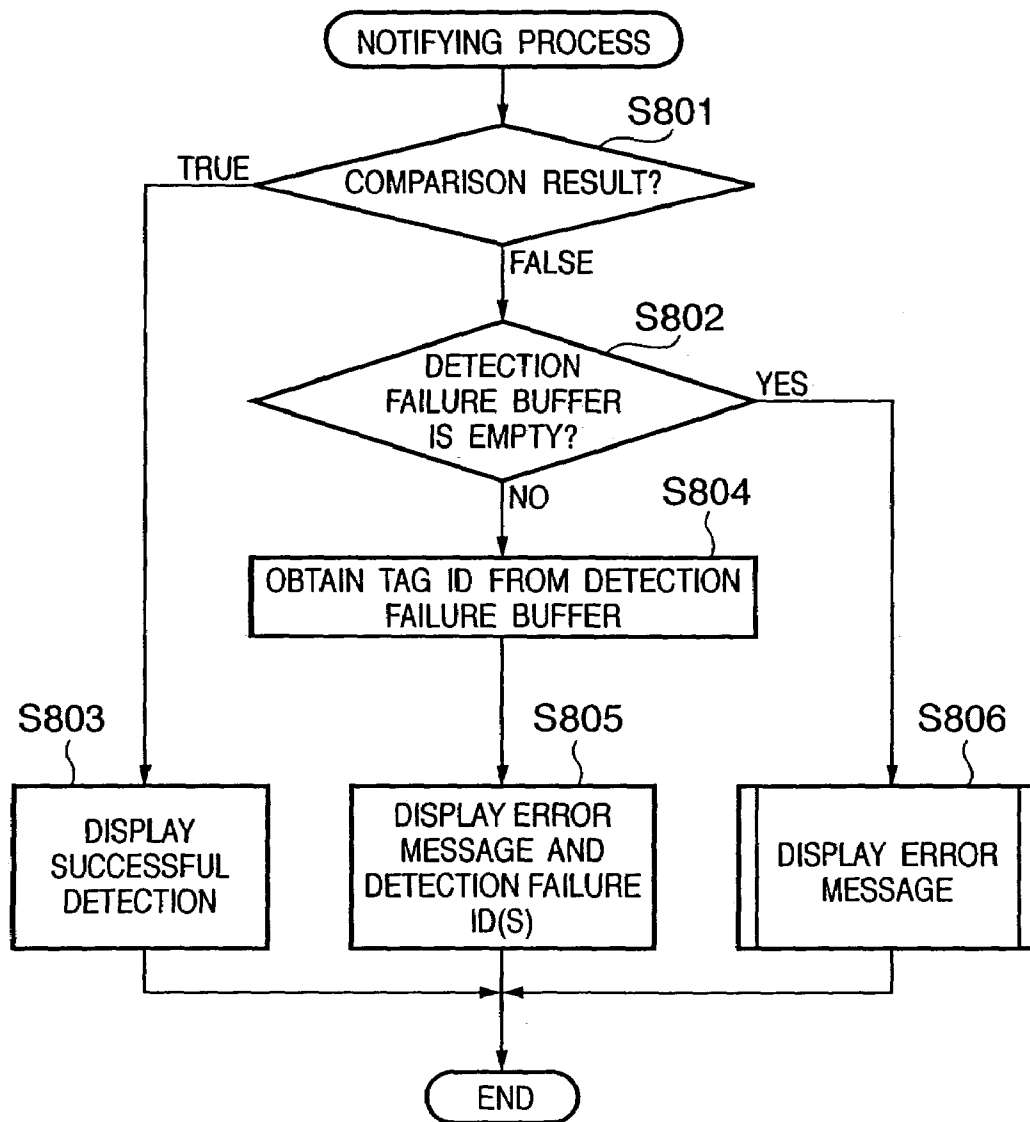 NOTIFYING PROCESS
S801
TRUE
COMPARISON RESULT?
FALSE
S802
DETECTION
FAILURE BUFFER
IS EMPTY?
YES
NO
S804
OBTAIN TAG ID FROM DETECTION
FAILURE BUFFER
S803
DISPLAY
SUCCESSFUL
DETECTION
S805
DISPLAY ERROR
MESSAGE AND
DETECTION FAILURE
ID(S)
S806
DISPLAY ERROR
MESSAGE
END